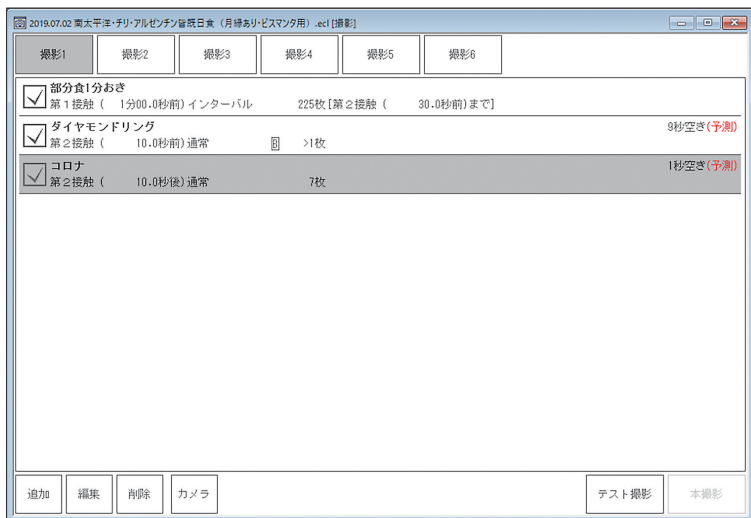 2019.07.02 南太平洋・チリ・アルゼンチン皆既日食（月縁あり・ビスマンタ用）.ecl [撮影]
撮影1 撮影2 撮影3 撮影4 撮影5 撮影6
部分食1分おき
第1接触 ( 1分00.0秒前) インターバル 225枚 [第2接触 ( 30.0秒前) まで]
ダイヤモンドリング 9秒空き(予測)
第2接触 ( 10.0秒前) 通常 B >1枚
コロナ 1秒空き(予測)
第2接触 ( 10.0秒後) 通常 7枚
追加 編集 削除 カメラ テスト撮影 本撮影